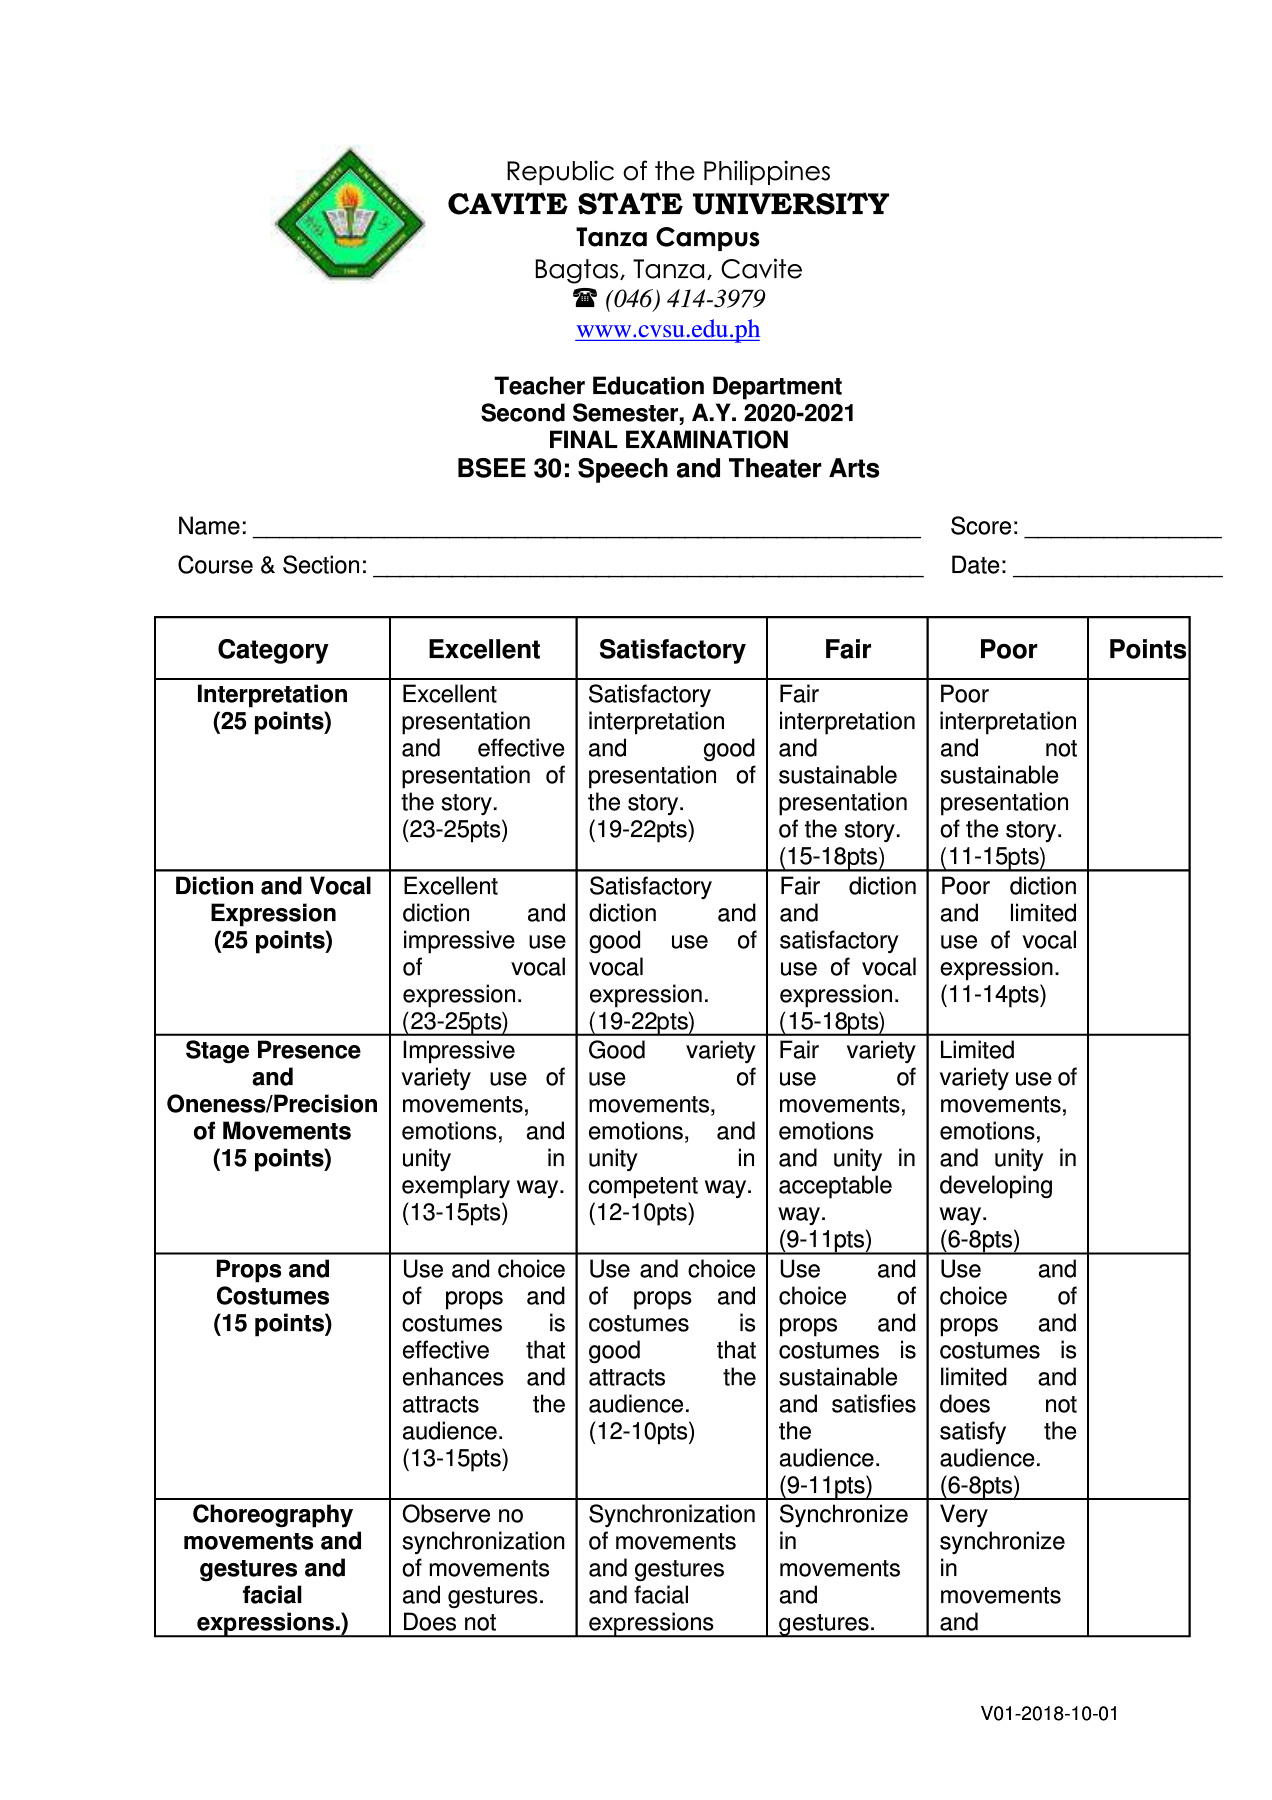 Republic of the Philippines
CAVITE STATE UNIVERSITY
Tanza Campus
Bagtas, Tanza, Cavite
☎ (046) 414-3979
www.cvsu.edu.ph
Teacher Education Department
Second Semester, A.Y. 2020-2021
FINAL EXAMINATION
BSEE 30: Speech and Theater Arts
Name: ____________________ Score: __________
Course & Section: ____________________ Date: __________
Category Excellent Satisfactory Fair Poor Points
Interpretation
(25 points)
Excellent
presentation
and effective
presentation of
the story.
(23-25pts)
Satisfactory
interpretation
and good
presentation of
the story.
(19-22pts)
Fair
interpretation
and
sustainable
presentation
of the story.
(15-18pts)
Poor
interpretation
and not
sustainable
presentation
of the story.
(11-15pts)
Diction and Vocal
Expression
(25 points)
Excellent
diction and
impressive use
of vocal
expression.
(23-25pts)
Satisfactory
diction and
good use of
vocal
expression.
(19-22pts)
Fair diction
and
satisfactory
use of vocal
expression.
(15-18pts)
Poor diction
and limited
use of vocal
expression.
(11-14pts)
Stage Presence
and
Oneness/Precision
of Movements
(15 points)
Impressive
variety use of
movements,
emotions, and
unity in
exemplary way.
(13-15pts)
Good variety
use of
movements,
emotions, and
unity in
competent way.
(12-10pts)
Fair variety
use of
movements,
emotions
and unity in
acceptable
way.
(9-11pts)
Limited
variety use of
movements,
emotions,
and unity in
developing
way.
(6-8pts)
Props and
Costumes
(15 points)
Use and choice
of props and
costumes is
effective that
enhances and
attracts the
audience.
(13-15pts)
Use and choice
of props and
costumes is
good that
attracts the
audience.
(12-10pts)
Use and
choice of
props and
costumes is
sustainable
and satisfies
the
audience.
(9-11pts)
Use and
choice of
props and
costumes is
limited and
does not
satisfy the
audience.
(6-8pts)
Choreography
movements and
gestures and
facial
expressions.)
Observe no
synchronization
of movements
and gestures.
Does not
Synchronization
of movements
and gestures
and facial
expressions
Synchronize
in
movements
and
gestures.
Very
synchronize
in
movements
and
V01-2018-10-01